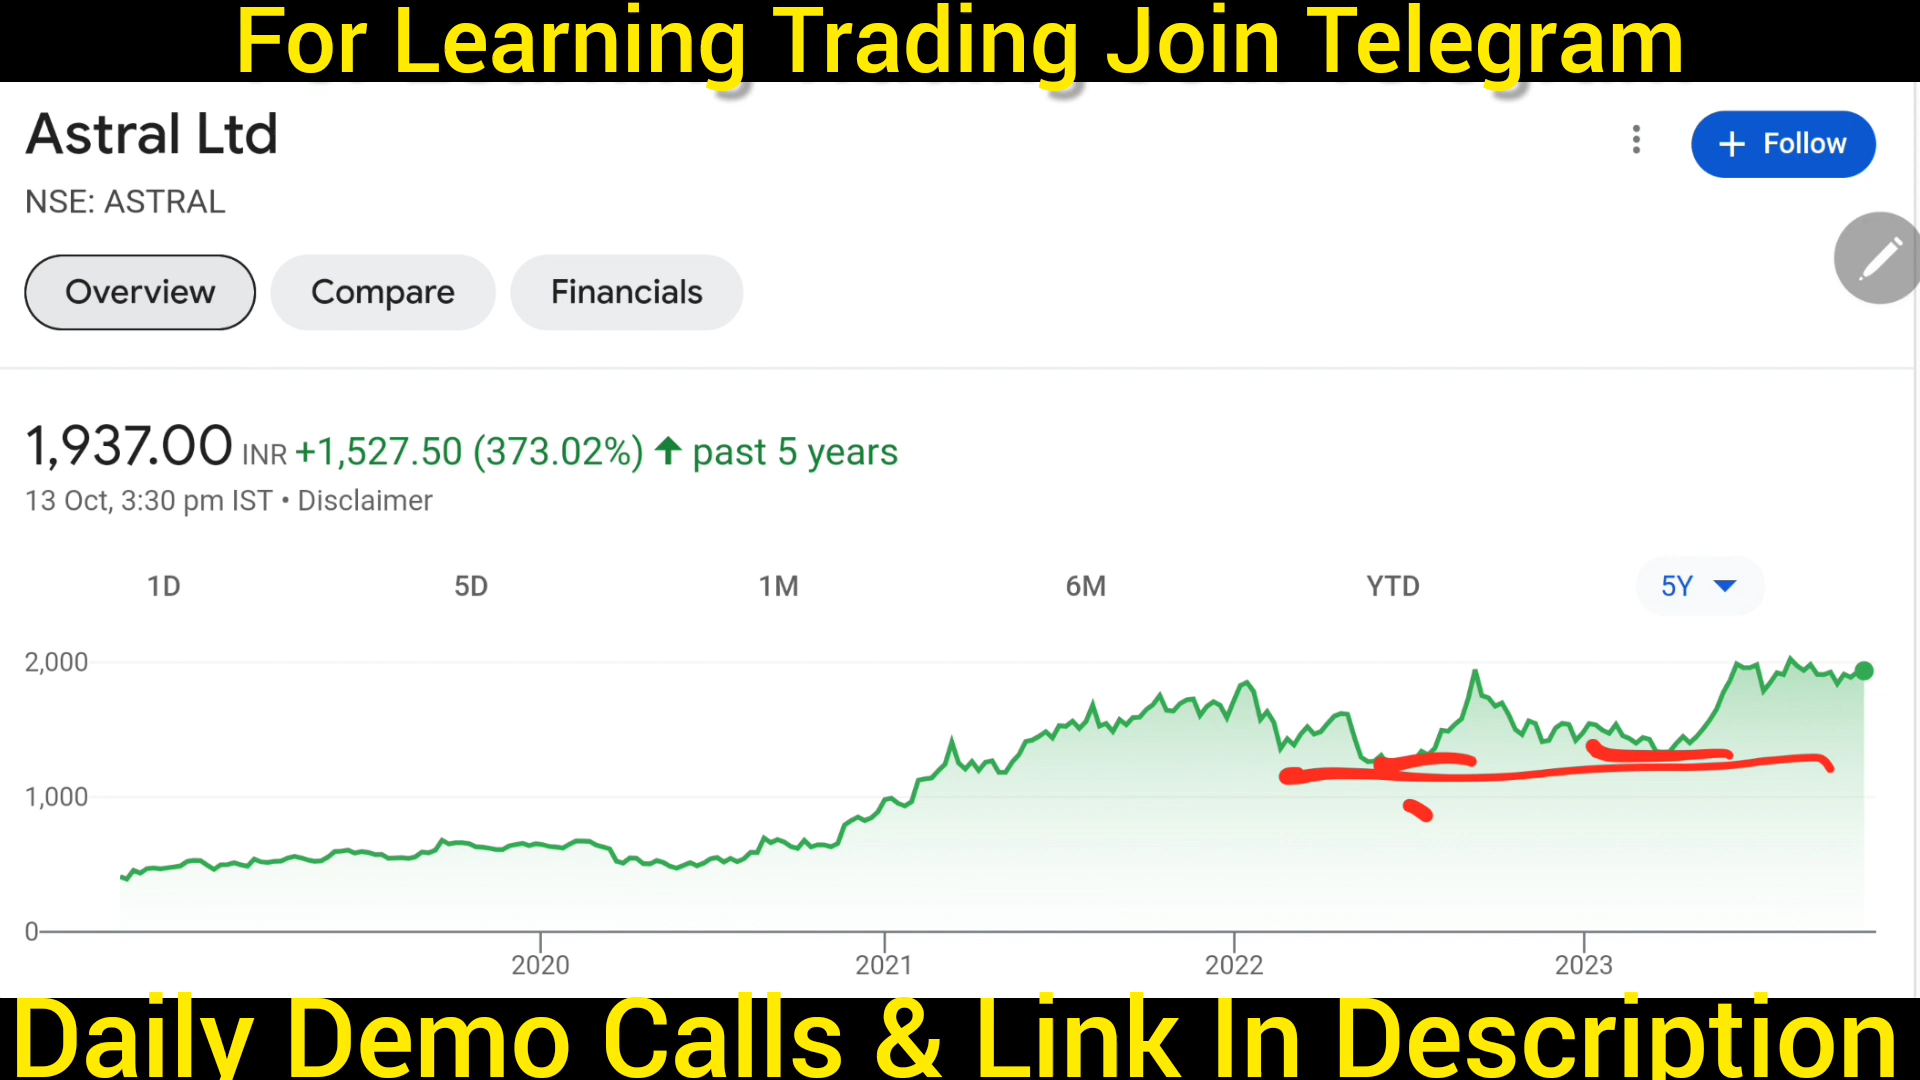 For Learning Trading Join Telegram
Astral Ltd
+ Follow
NSE: ASTRAL
Overview Compare Financials
1,937.00 INR +1,527.50 (373.02%) ↑ past 5 years
13 Oct, 3:30 pm IST • Disclaimer
1D 5D 1M 6M YTD 5Y
2,000
1,000
0
2020 2021 2022 2023
Daily Demo Calls & Link In Description